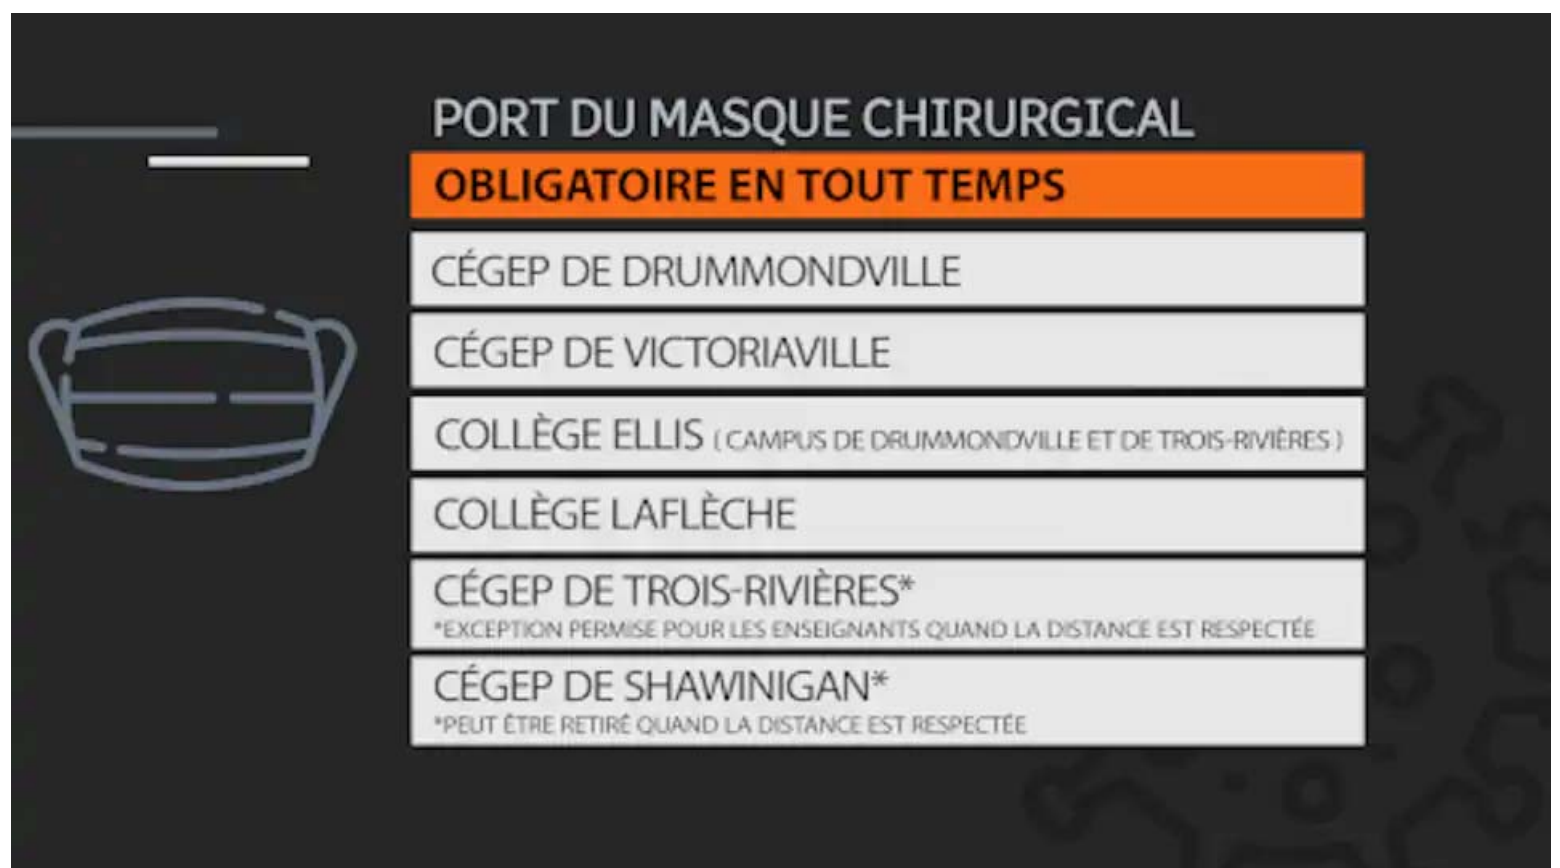 PORT DU MASQUE CHIRURGICAL
OBLIGATOIRE EN TOUT TEMPS
CÉGEP DE DRUMMONDVILLE
CÉGEP DE VICTORIAVILLE
COLLÈGE ELLIS ( CAMPUS DE DRUMMONDVILLE ET DE TROIS-RIVIÈRES )
COLLÈGE LAFLÈCHE
CÉGEP DE TROIS-RIVIÈRES*
*EXCEPTION PERMISE POUR LES ENSEIGNANTS QUAND LA DISTANCE EST RESPECTÉE
CÉGEP DE SHAWINIGAN*
*PEUT ÊTRE RETIRÉ QUAND LA DISTANCE EST RESPECTÉE